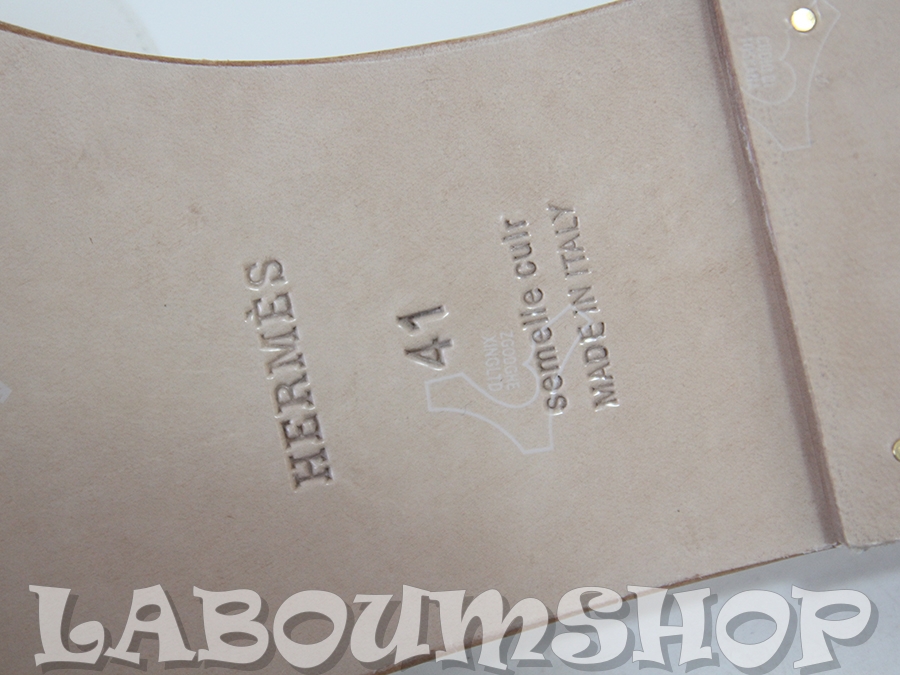 HERMÈS
41
semelle cuir
MADE IN ITALY
LABOUMSHOP